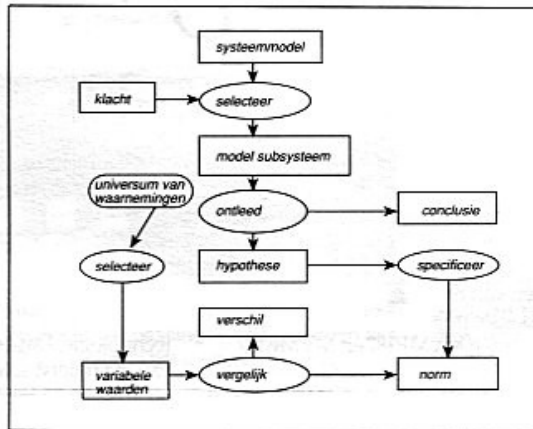 systeemmodel
klacht
selecteer
model subsysteem
universum van
waarnemingen
ontleed
conclusie
selecteer
hypothese
specificeer
verschil
variabele
waarden
vergelijk
norm